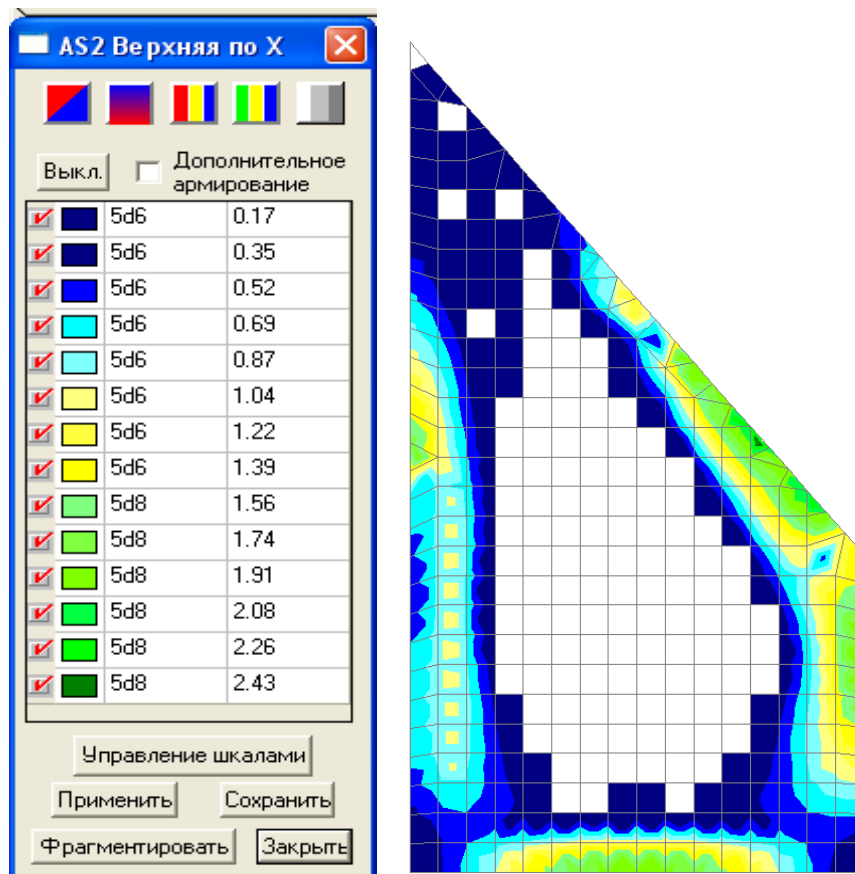 AS2 Верхняя по X
Выкл.
Дополнительное
армирование
5d6 0.17
5d6 0.35
5d6 0.52
5d6 0.69
5d6 0.87
5d6 1.04
5d6 1.22
5d6 1.39
5d8 1.56
5d8 1.74
5d8 1.91
5d8 2.08
5d8 2.26
5d8 2.43
Управление шкалами
Применить Сохранить
Фрагментировать Закрыть